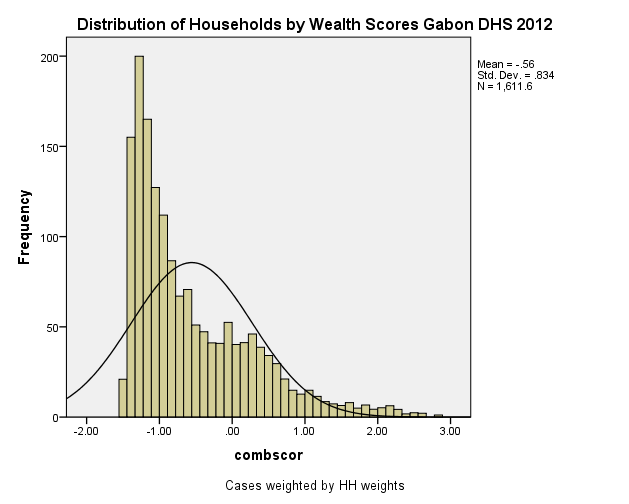 Distribution of Households by Wealth Scores Gabon DHS 2012
Mean = -.56
Std. Dev. = .834
N = 1,611.6
Frequency
200
150
100
50
0
-2.00 -1.00 .00 1.00 2.00 3.00
combscor
Cases weighted by HH weights